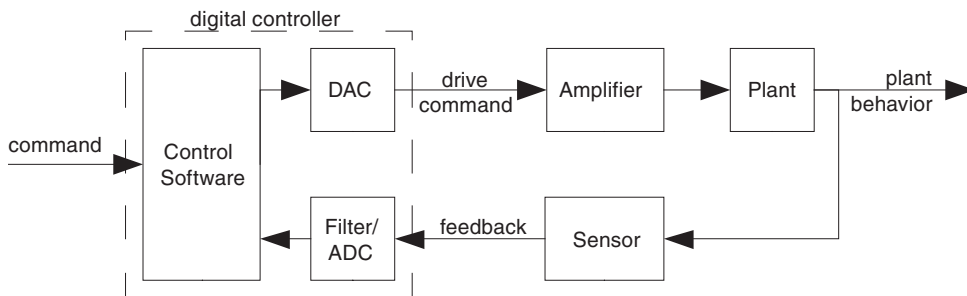 digital controller
DAC
drive
command
Amplifier
Plant
plant
behavior
command
Control
Software
Filter/
ADC
feedback
Sensor